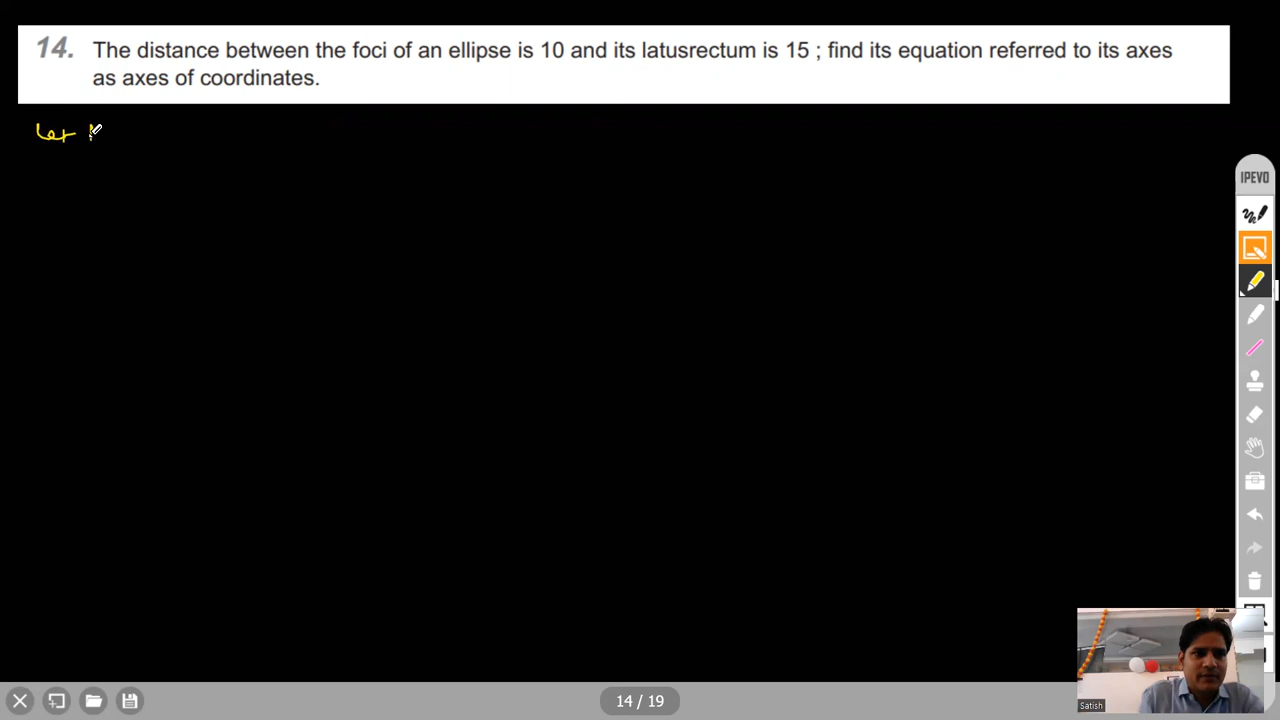 14. The distance between the foci of an ellipse is 10 and its latusrectum is 15 ; find its equation referred to its axes
as axes of coordinates.
let
IPEVO
14 / 19
Satish